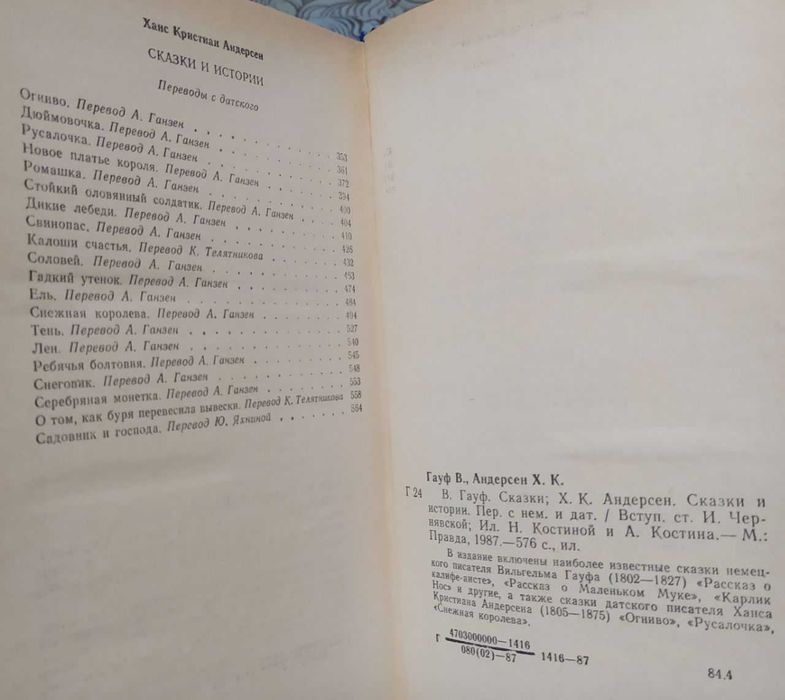 Ханс Кристиан Андерсен
СКАЗКИ И ИСТОРИИ
Переводы с датского
Огниво. Перевод А. Ганзен . . . . . . . . . . 353
Дюймовочка. Перевод А. Ганзен . . . . . . . . 361
Русалочка. Перевод А. Ганзен . . . . . . . . . 372
Новое платье короля. Перевод А. Ганзен . . . . . 394
Ромашка. Перевод А. Ганзен . . . . . . . . . 400
Стойкий оловянный солдатик. Перевод А. Ганзен . . . 404
Дикие лебеди. Перевод А. Ганзен . . . . . . . . 410
Свинопас. Перевод А. Ганзен . . . . . . . . . 426
Калоши счастья. Перевод К. Телятникова . . . . . 432
Соловей. Перевод А. Ганзен . . . . . . . . . 453
Гадкий утенок. Перевод А. Ганзен . . . . . . . 474
Ель. Перевод А. Ганзен . . . . . . . . . . . 484
Снежная королева. Перевод А. Ганзен . . . . . . 494
Тень. Перевод А. Ганзен . . . . . . . . . . 527
Лен. Перевод А. Ганзен . . . . . . . . . . . 540
Ребячья болтовня. Перевод А. Ганзен . . . . . . 545
Снеговик. Перевод А. Ганзен . . . . . . . . . 548
Серебряная монетка. Перевод А. Ганзен . . . . . 553
О том, как буря перевесила вывески. Перевод К. Телятникова 558
Садовник и господа. Перевод Ю. Яхниной . . . . . 564
Гауф В., Андерсен Х. К.
Г 24 В. Гауф. Сказки; Х. К. Андерсен. Сказки и
истории. Пер. с нем. и дат. / Вступ. ст. И. Чер-
нявской; Ил. Н. Костиной и А. Костина.— М.:
Правда, 1987.—576 с., ил.
В издание включены наиболее известные сказки немец-
кого писателя Вильгельма Гауфа (1802—1827) «Рассказ о
калифе-аисте», «Рассказ о Маленьком Муке», «Карлик
Нос» и другие, а также сказки датского писателя Ханса
Кристиана Андерсена (1805—1875) «Огниво», «Русалочка»,
«Снежная королева».
Г 4703000000—1416
080(02)—87 1416—87
84.4